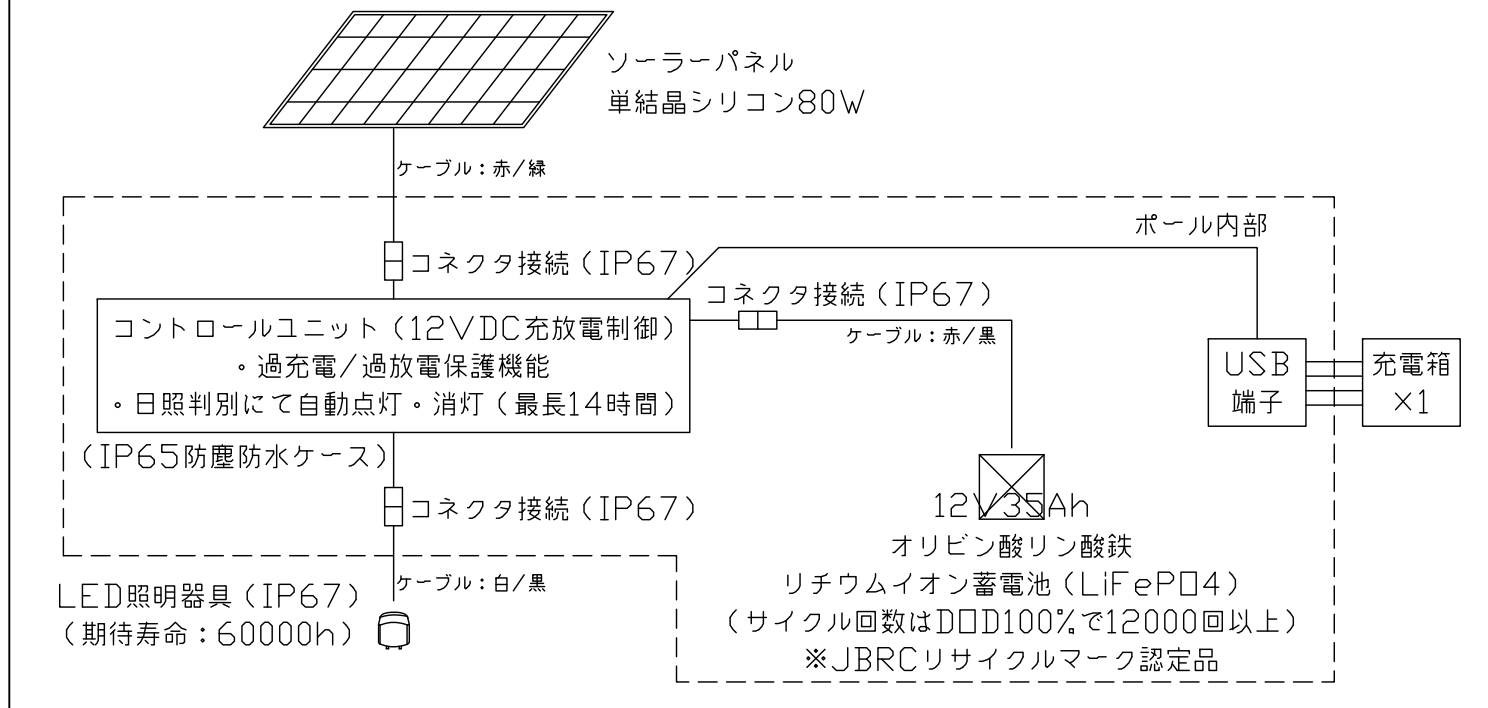 ソーラーパネル
単結晶シリコン80W
ケーブル：赤/緑
ポール内部
コネクタ接続（IP67）
コネクタ接続（IP67）
ケーブル：赤/黒
コントロールユニット（12VDC充放電制御）
・過充電/過放電保護機能
・日照判別にて自動点灯・消灯（最長14時間）
（IP65防塵防水ケース）
USB
端子
充電箱
×1
コネクタ接続（IP67）
ケーブル：白/黒
LED照明器具（IP67）
（期待寿命：60000h）
12V35Ah
オリビン酸リン酸鉄
リチウムイオン蓄電池（LiFePO4）
（サイクル回数はDOD100%で12000回以上）
※JBRCリサイクルマーク認定品